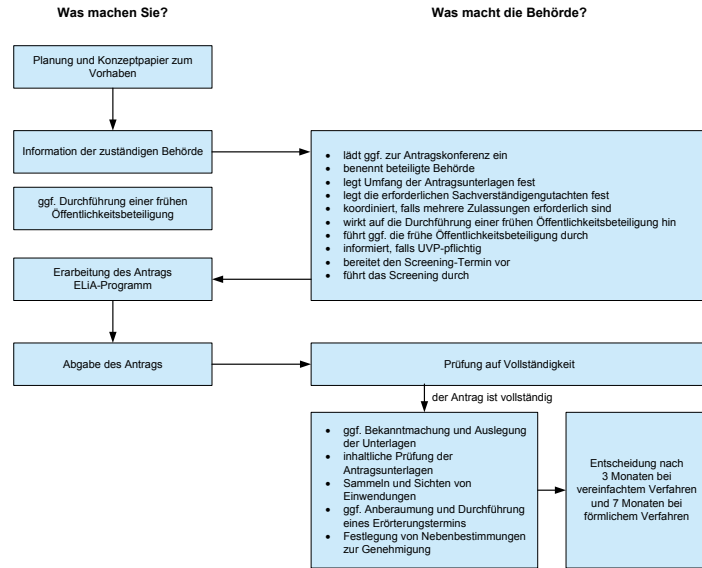 Was machen Sie?
Was macht die Behörde?
Planung und Konzeptpapier zum
Vorhaben
Information der zuständigen Behörde
ggf. Durchführung einer frühen
Öffentlichkeitsbeteiligung
• lädt ggf. zur Antragskonferenz ein
• benennt beteiligte Behörde
• legt Umfang der Antragsunterlagen fest
• legt die erforderlichen Sachverständigengutachten fest
• koordiniert, falls mehrere Zulassungen erforderlich sind
• wirkt auf die Durchführung einer frühen Öffentlichkeitsbeteiligung hin
• führt ggf. die frühe Öffentlichkeitsbeteiligung durch
• informiert, falls UVP-pflichtig
• bereitet den Screening-Termin vor
• führt das Screening durch
Erarbeitung des Antrags
ELiA-Programm
Abgabe des Antrags
Prüfung auf Vollständigkeit
der Antrag ist vollständig
• ggf. Bekanntmachung und Auslegung
der Unterlagen
• inhaltliche Prüfung der
Antragsunterlagen
• Sammeln und Sichten von
Einwendungen
• ggf. Anberaumung und Durchführung
eines Erörterungstermins
• Festlegung von Nebenbestimmungen
zur Genehmigung
Entscheidung nach
3 Monaten bei
vereinfachtem Verfahren
und 7 Monaten bei
förmlichem Verfahren